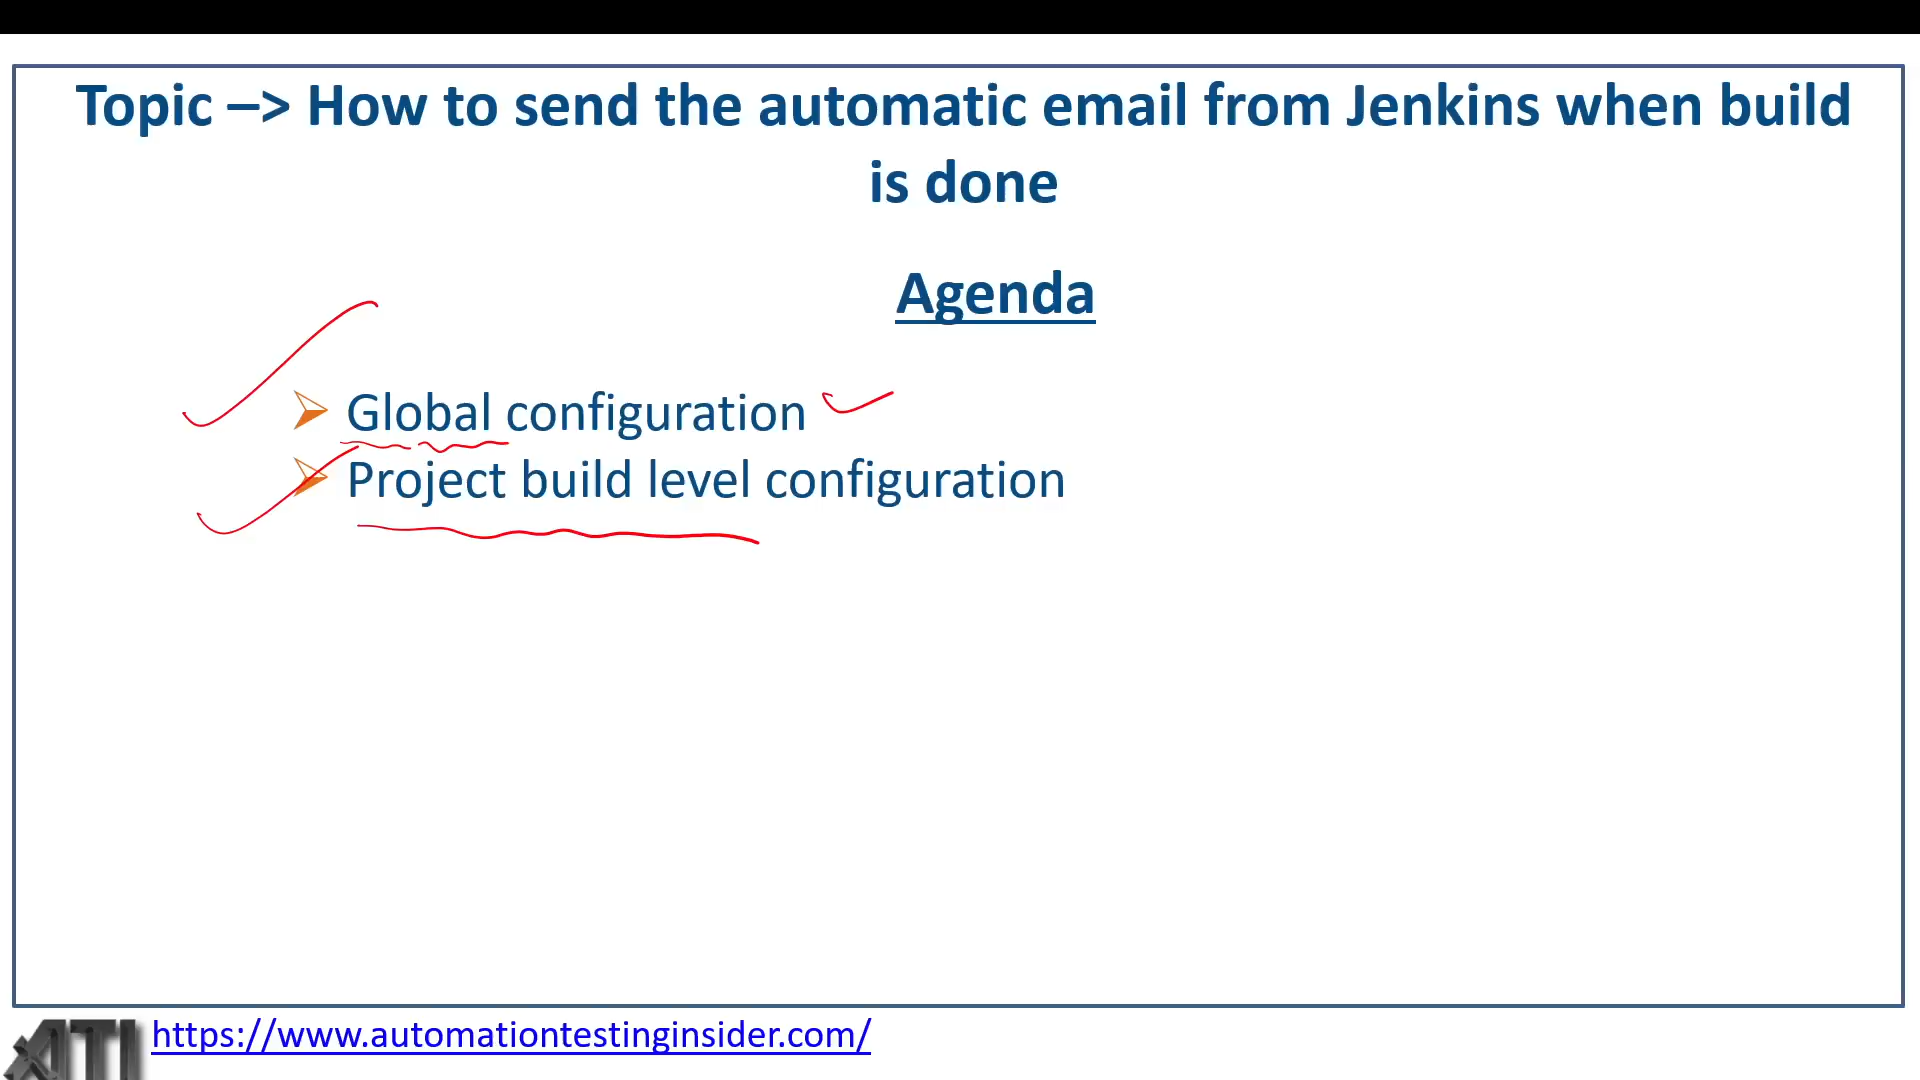 Topic –> How to send the automatic email from Jenkins when build
is done
Agenda
Global configuration
Project build level configuration
ATI
https://www.automationtestinginsider.com/